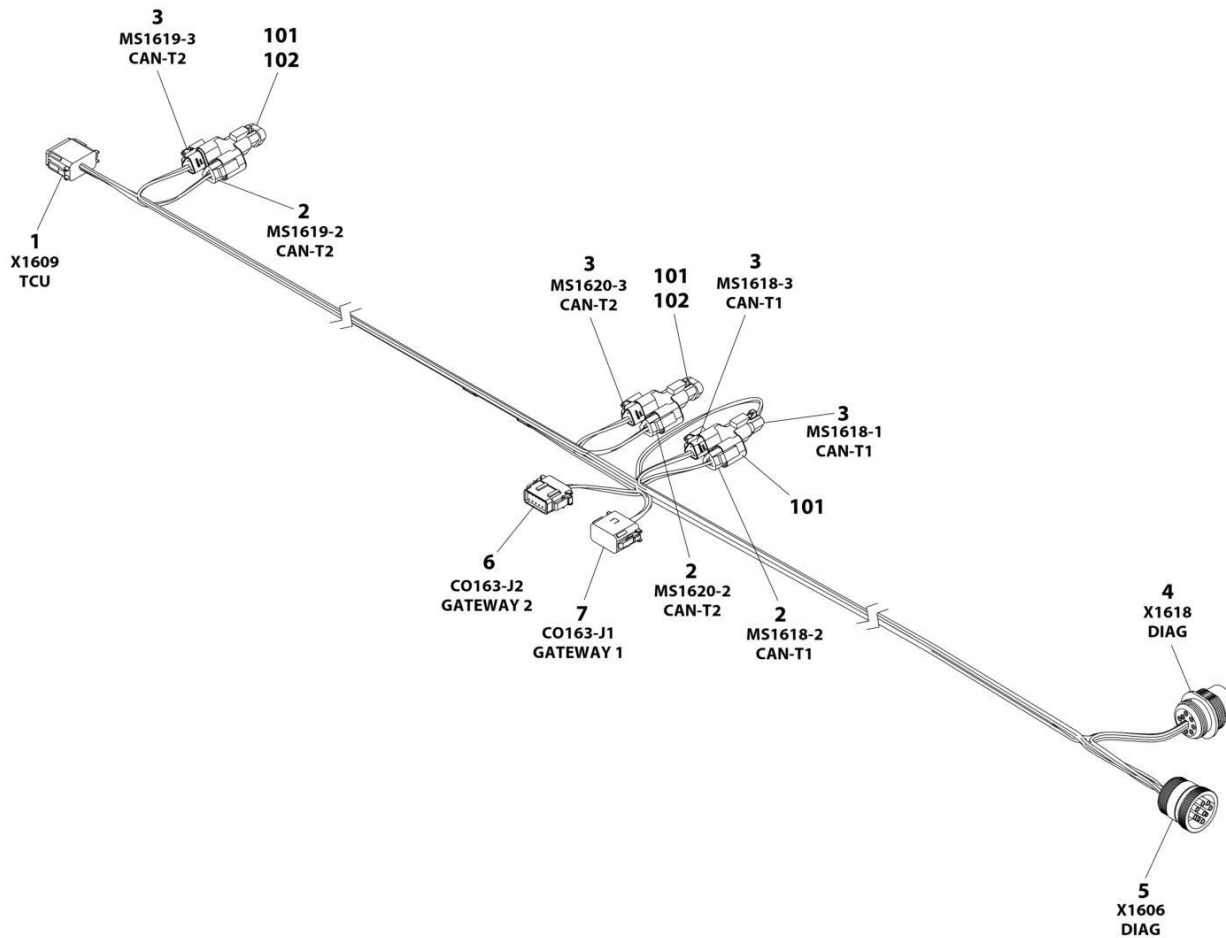 3
MS1619-3
CAN-T2
101
102
1
X1609
TCU
2
MS1619-2
CAN-T2
3
MS1620-3
CAN-T2
101
102
3
MS1618-3
CAN-T1
3
MS1618-1
CAN-T1
101
6
CO163-J2
GATEWAY 2
7
CO163-J1
GATEWAY 1
2
MS1620-2
CAN-T2
2
MS1618-2
CAN-T1
4
X1618
DIAG
5
X1606
DIAG